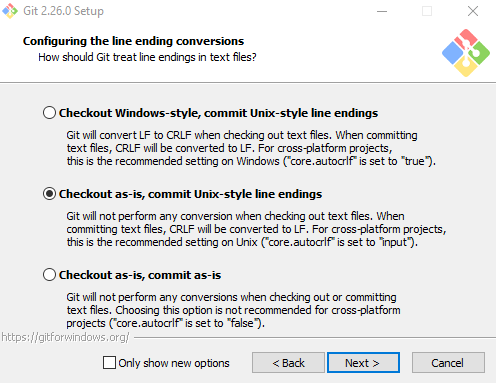 Git 2.26.0 Setup
Configuring the line ending conversions
How should Git treat line endings in text files?
Checkout Windows-style, commit Unix-style line endings
Git will convert LF to CRLF when checking out text files. When committing
text files, CRLF will be converted to LF. For cross-platform projects,
this is the recommended setting on Windows ("core.autocrlf" is set to "true").
Checkout as-is, commit Unix-style line endings
Git will not perform any conversion when checking out text files. When
committing text files, CRLF will be converted to LF. For cross-platform projects,
this is the recommended setting on Unix ("core.autocrlf" is set to "input").
Checkout as-is, commit as-is
Git will not perform any conversions when checking out or committing
text files. Choosing this option is not recommended for cross-platform
projects ("core.autocrlf" is set to "false").
https://gitforwindows.org/
Only show new options
< Back
Next >
Cancel